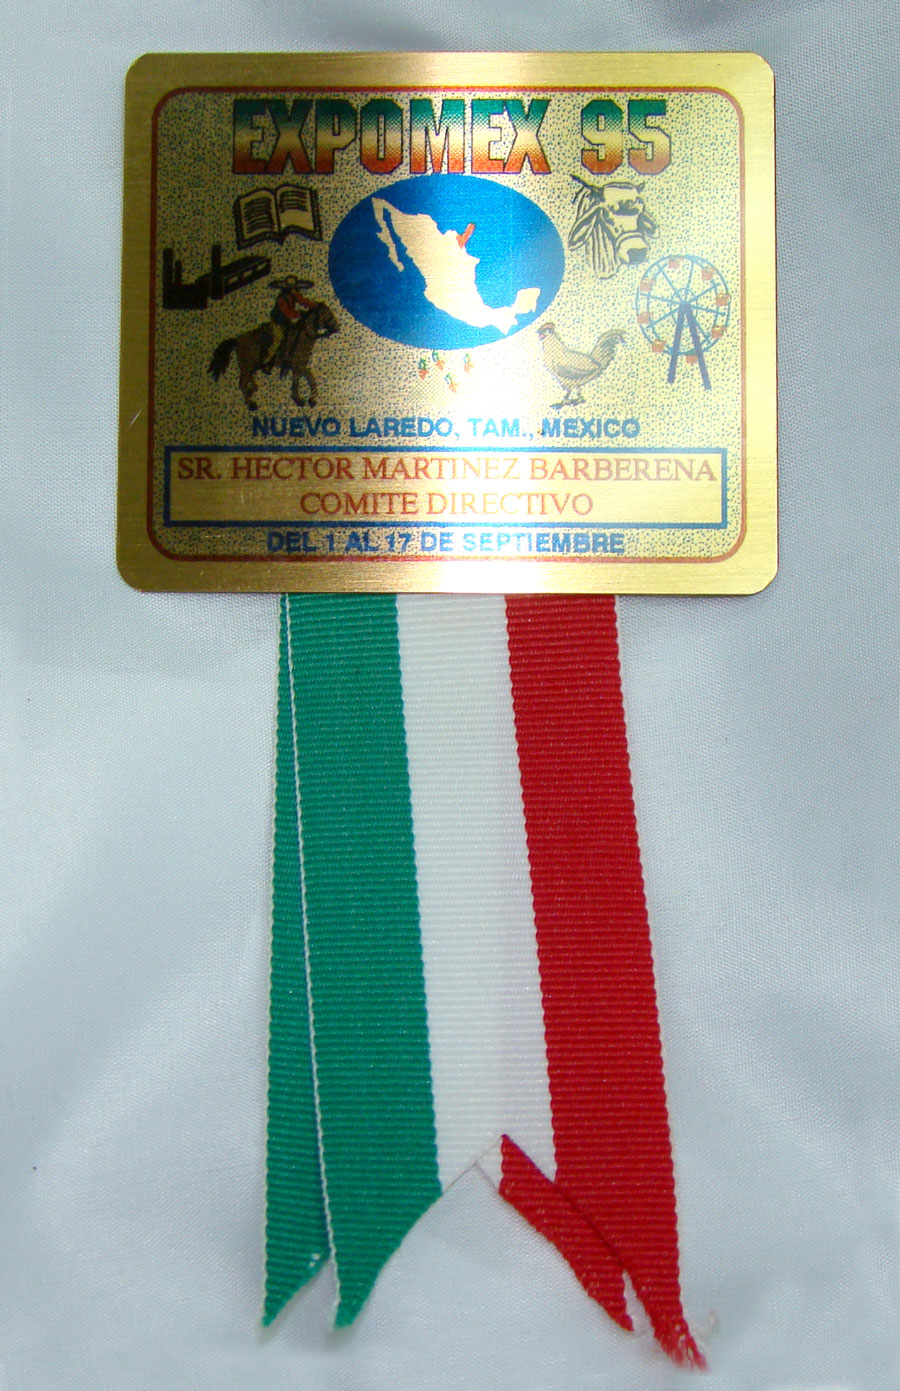 EXPOMEX 95
NUEVO LAREDO, TAM., MEXICO
SR. HECTOR MARTINEZ BARBERENA
COMITE DIRECTIVO
DEL 1 AL 17 DE SEPTIEMBRE